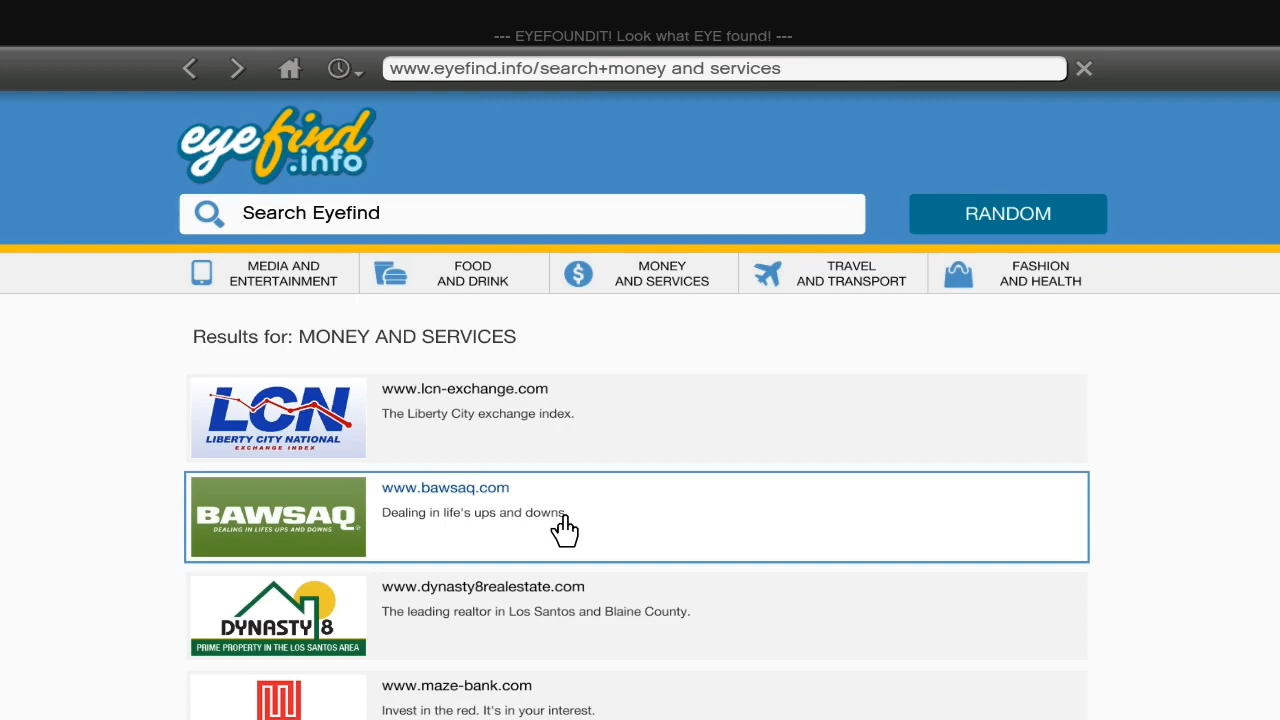 --- EYEFOUNDIT! Look what EYE found! ---
www.eyefind.info/search+money and services
eyefind
.info
Search Eyefind
RANDOM
MEDIA AND
ENTERTAINMENT
FOOD
AND DRINK
MONEY
AND SERVICES
TRAVEL
AND TRANSPORT
FASHION
AND HEALTH
Results for: MONEY AND SERVICES
LCN
LIBERTY CITY NATIONAL
EXCHANGE INDEX
www.lcn-exchange.com
The Liberty City exchange index.
BAWSAQ
DEALING IN LIFES UPS AND DOWNS
www.bawsaq.com
Dealing in life's ups and downs.
DYNASTY 8
PRIME PROPERTY IN THE LOS SANTOS AREA
www.dynasty8realestate.com
The leading realtor in Los Santos and Blaine County.
www.maze-bank.com
Invest in the red. It's in your interest.